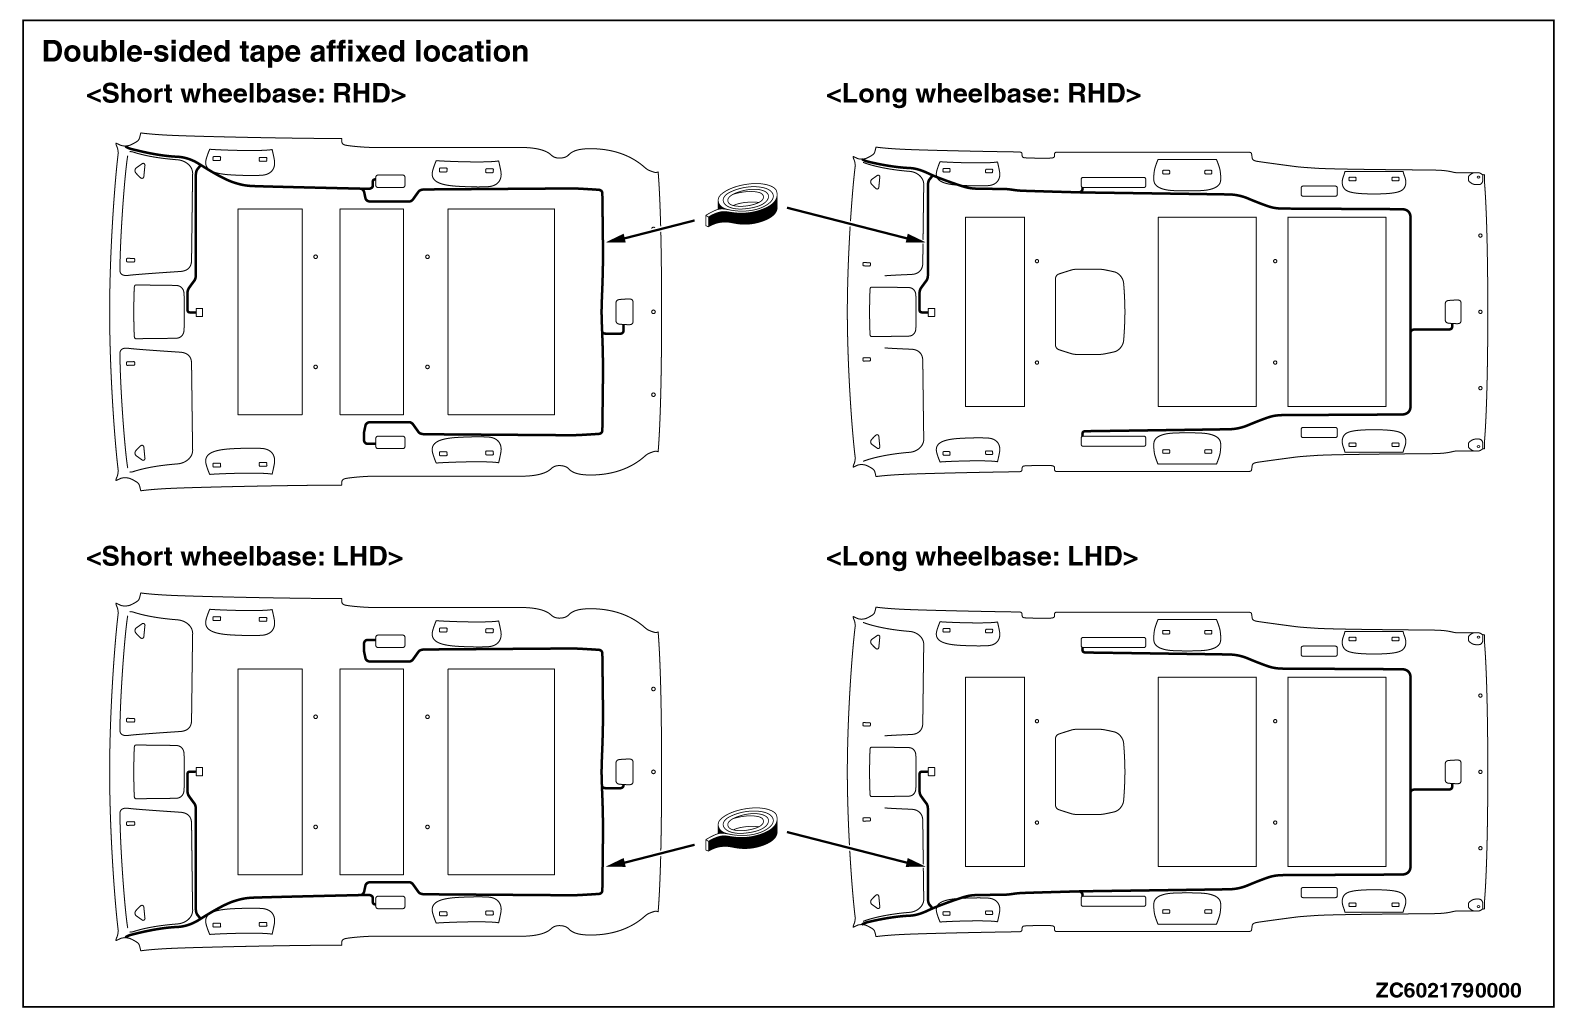 Double-sided tape affixed location
<Short wheelbase: RHD>
<Long wheelbase: RHD>
<Short wheelbase: LHD>
<Long wheelbase: LHD>
ZC6021790000